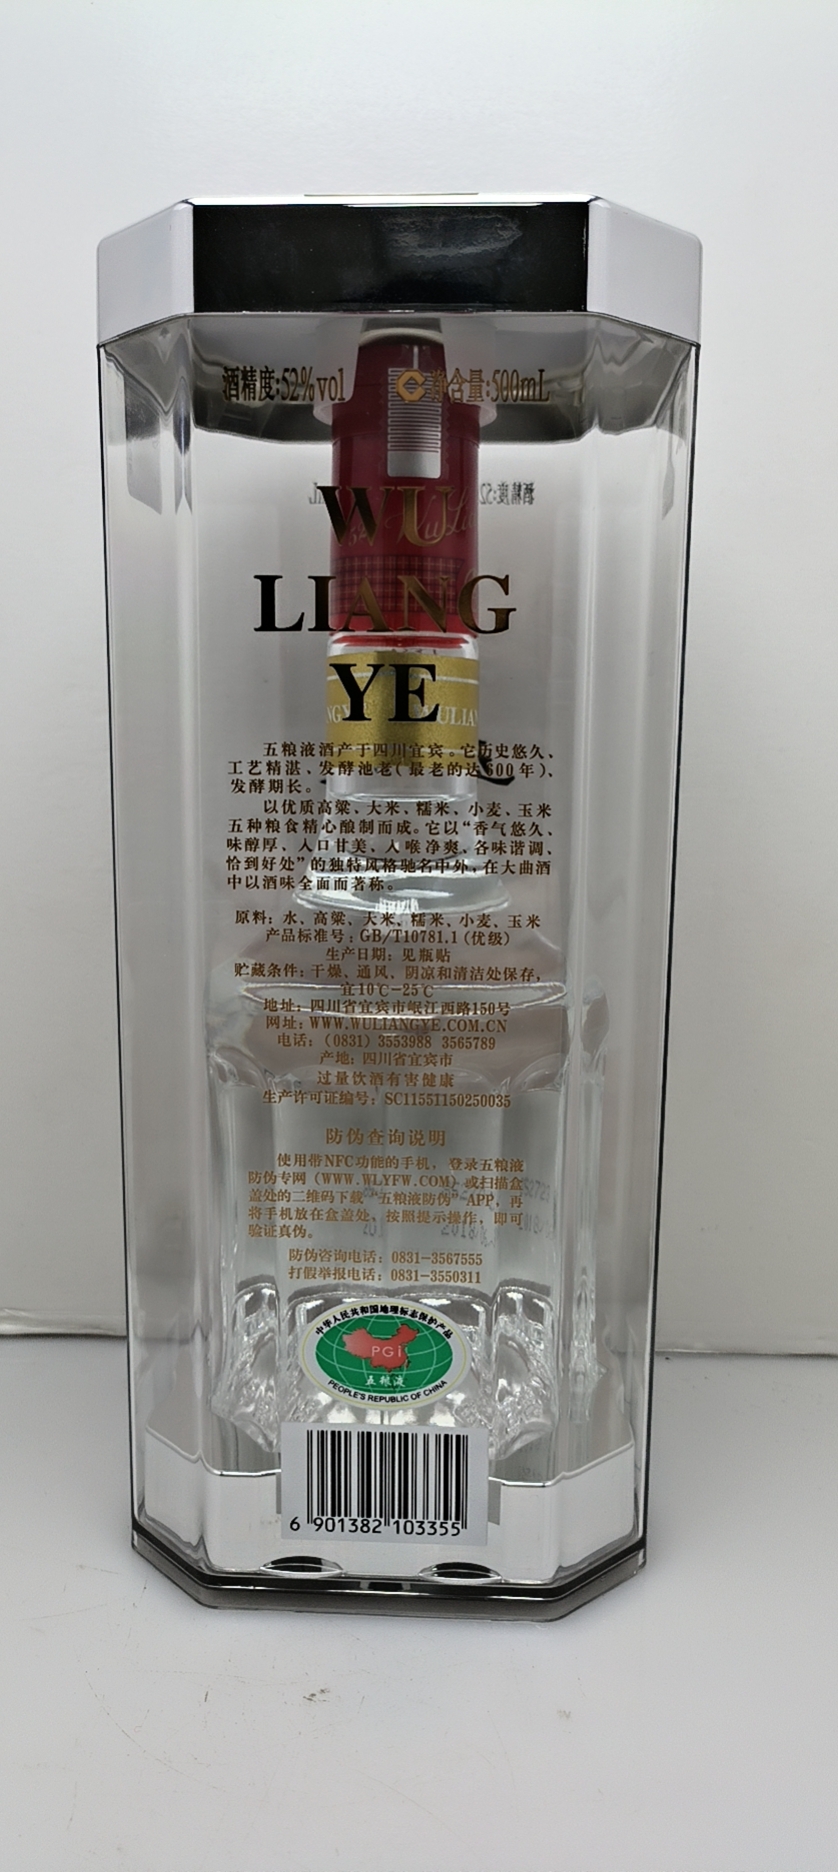 酒精度:52%vol 净含量:500mL
WU
LIANG
YE
五粮液酒产于四川宜宾。它历史悠久、
工艺精湛、发酵池老(最老的达600年)、
发酵期长。
以优质高粱、大米、糯米、小麦、玉米
五种粮食精心酿制而成。它以“香气悠久、
味醇厚、入口甘美、入喉净爽、各味谐调、
恰到好处”的独特风格驰名中外,在大曲酒
中以酒味全面而著称。
原料: 水、高粱、大米、糯米、小麦、玉米
产品标准号: GB/T10781.1(优级)
生产日期: 见瓶贴
贮藏条件: 干燥、通风、阴凉和清洁处保存,
宜10℃-25℃
地址: 四川省宜宾市岷江西路150号
网址: WWW.WULIANGYE.COM.CN
电话: (0831) 3553988 3565789
产地: 四川省宜宾市
过量饮酒有害健康
生产许可证编号: SC11551150250035
防伪查询说明
使用带NFC功能的手机, 登录五粮液
防伪专网 (WWW.WLYFW.COM) 或扫描盒
盖处的二维码下载“五粮液防伪”APP, 再
将手机放在盒盖处, 按照提示操作, 即可
验证真伪。
防伪咨询电话: 0831-3567555
打假举报电话: 0831-3550311
中华人民共和国地理标志保护产品
PGI
五粮液
PEOPLE'S REPUBLIC OF CHINA
6 901382 103355